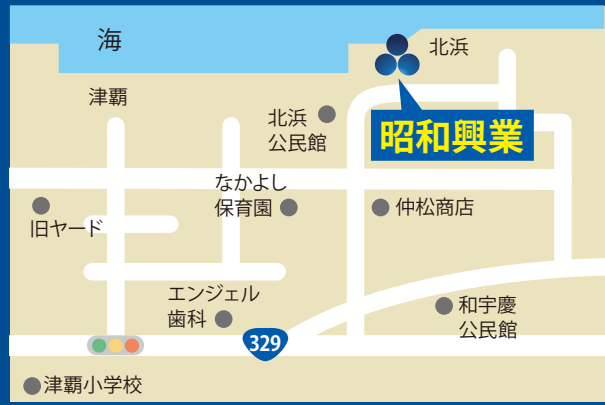 海
北浜
津覇
北浜
公民館
昭和興業
なかよし
保育園
仲松商店
旧ヤード
エンジェル
歯科
和宇慶
公民館
329
津覇小学校